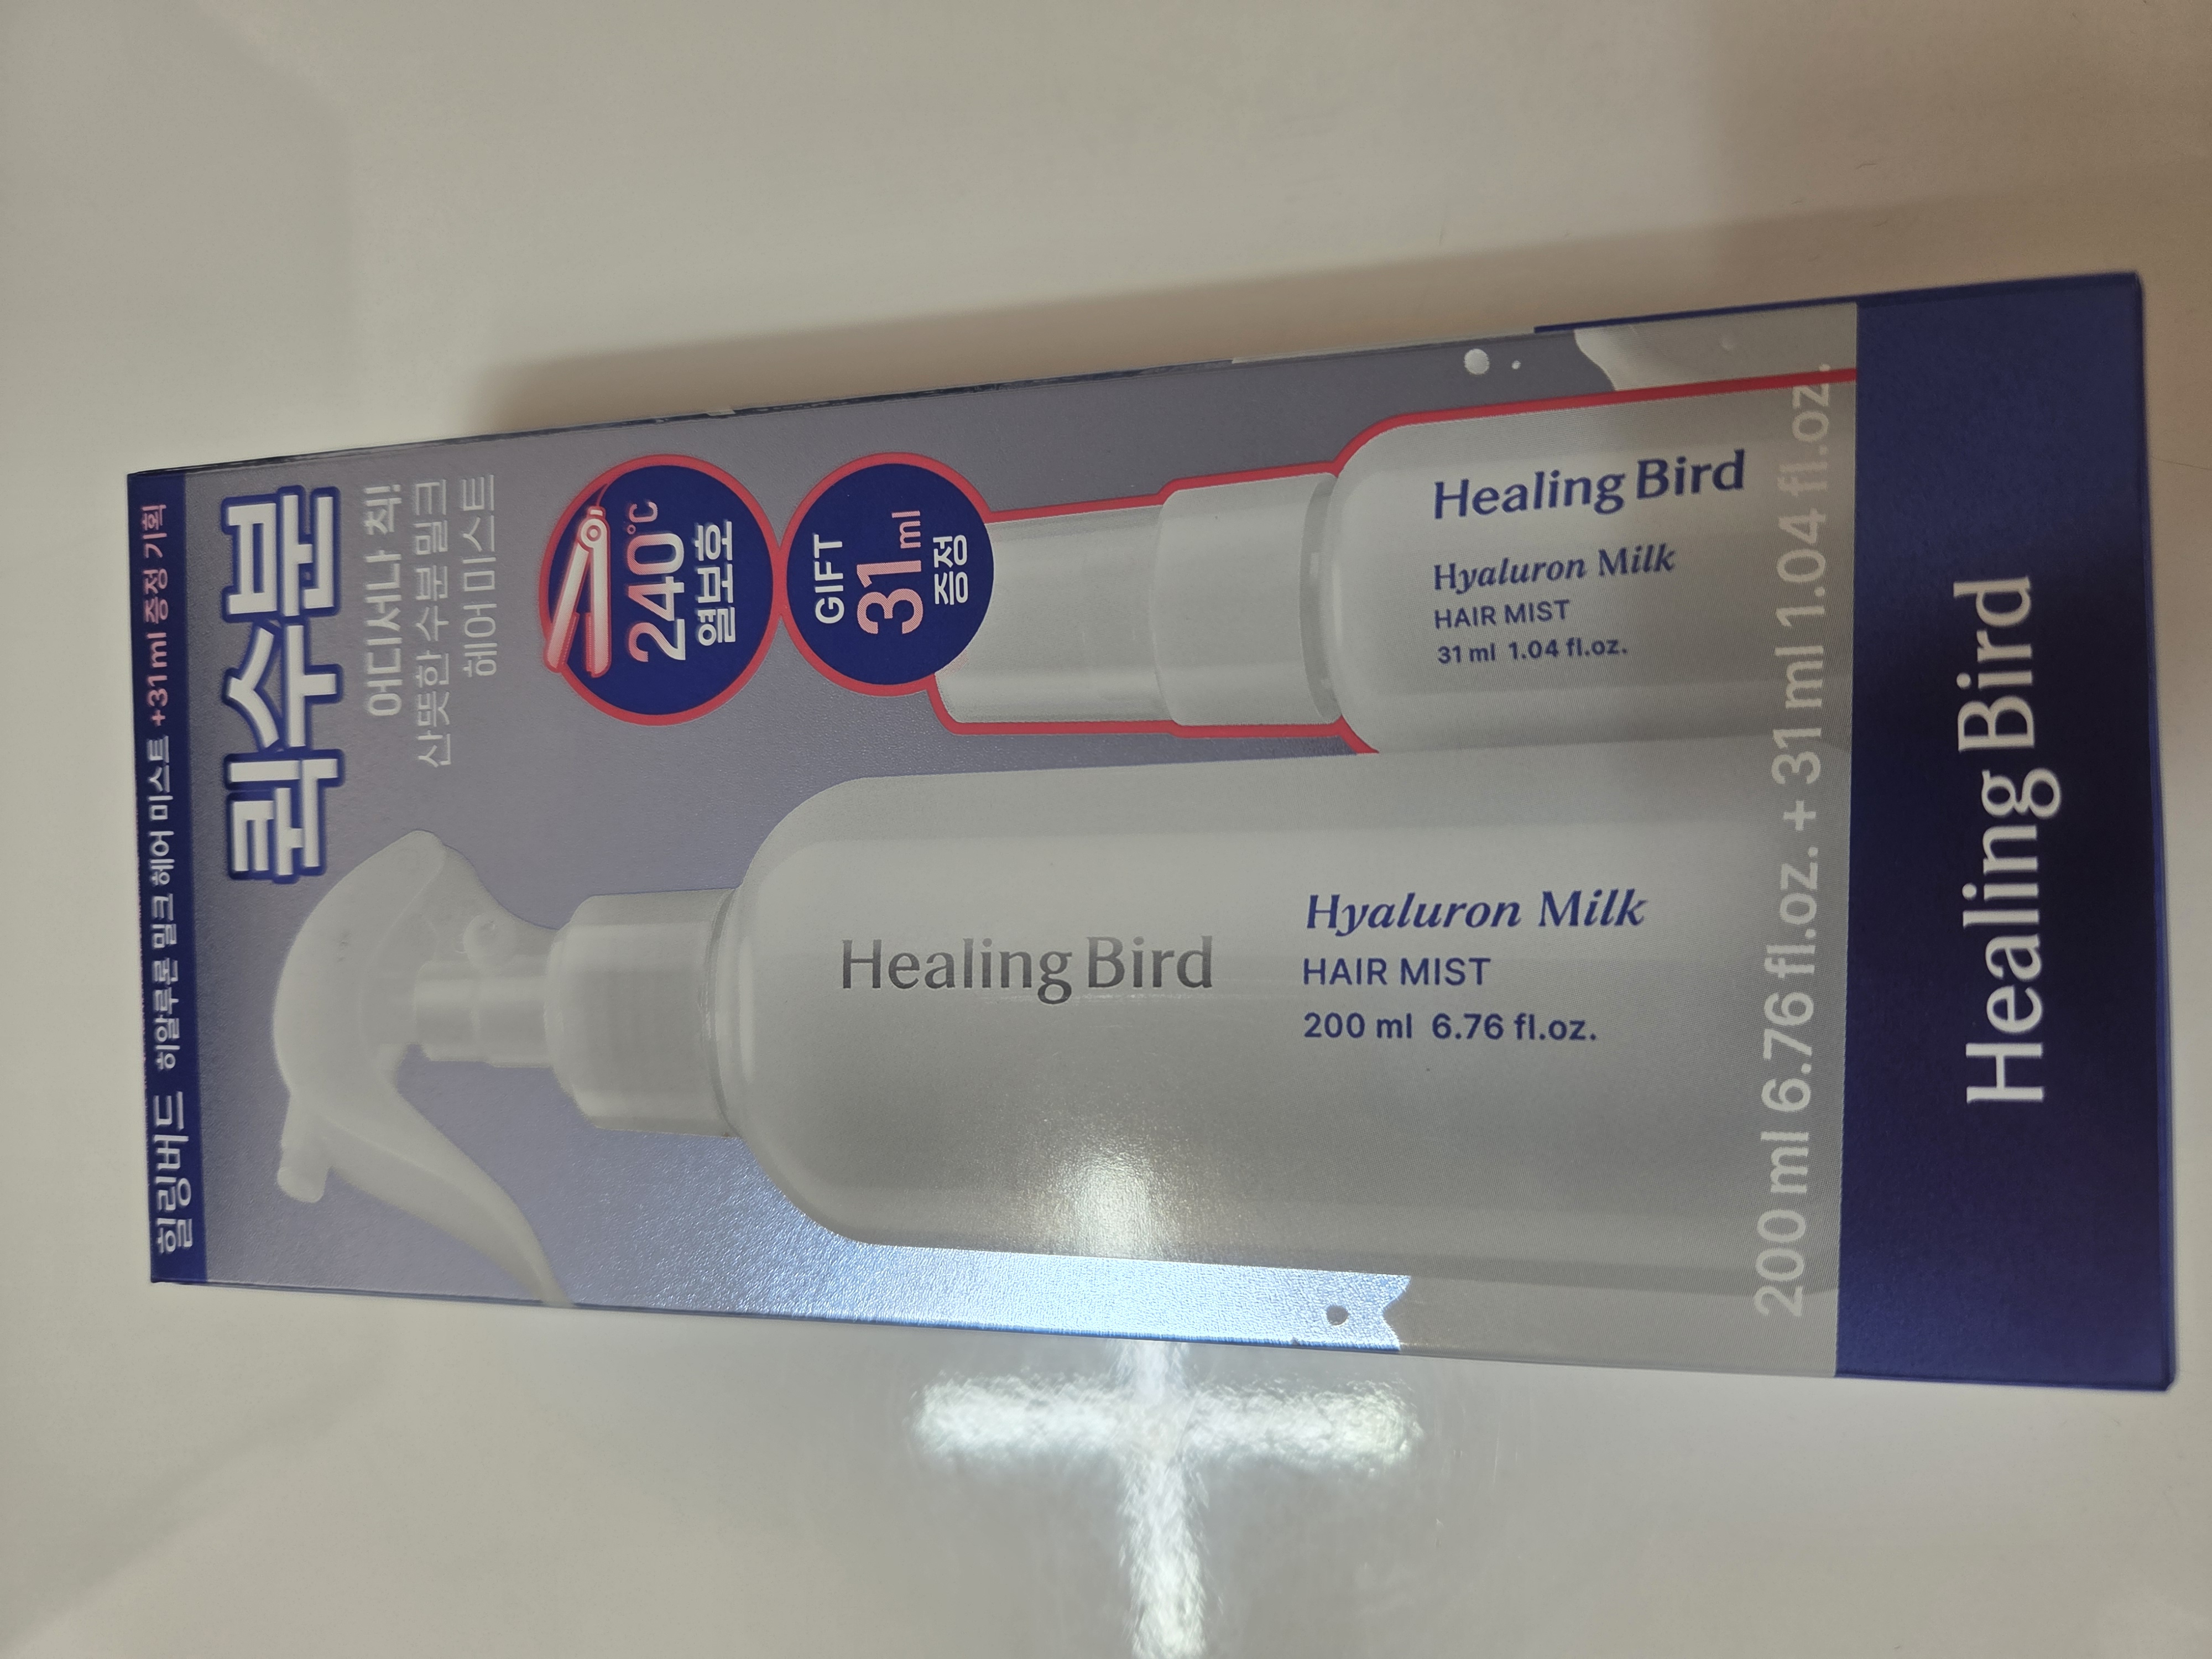 힐링버드 히알루론 밀크 헤어 미스트 +31ml 증정 기획
퀵수분
어디서나 칙!
산뜻한 수분 밀크
헤어 미스트
240℃
열보호
GIFT
31ml
증정
Healing Bird
Hyaluron Milk
HAIR MIST
200 ml 6.76 fl.oz.
Healing Bird
Hyaluron Milk
HAIR MIST
31 ml 1.04 fl.oz.
200 ml 6.76 fl.oz. + 31 ml 1.04 fl.oz.
Healing Bird